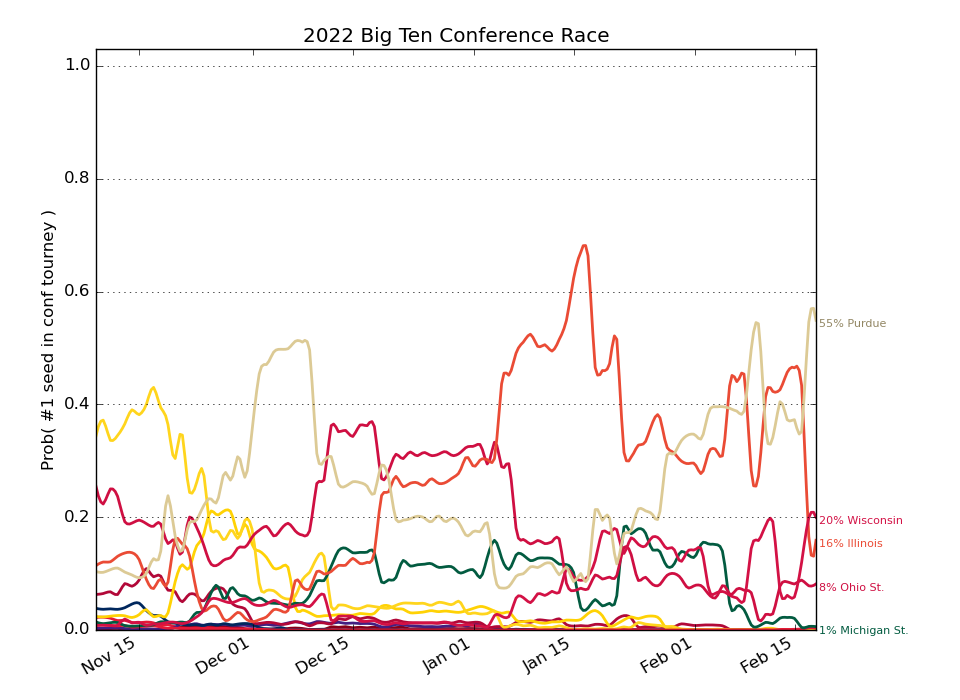 2022 Big Ten Conference Race
Prob( #1 seed in conf tourney )
1.0
0.8
0.6
0.4
0.2
0.0
55% Purdue
20% Wisconsin
16% Illinois
8% Ohio St.
1% Michigan St.
Nov 15
Dec 01
Dec 15
Jan 01
Jan 15
Feb 01
Feb 15